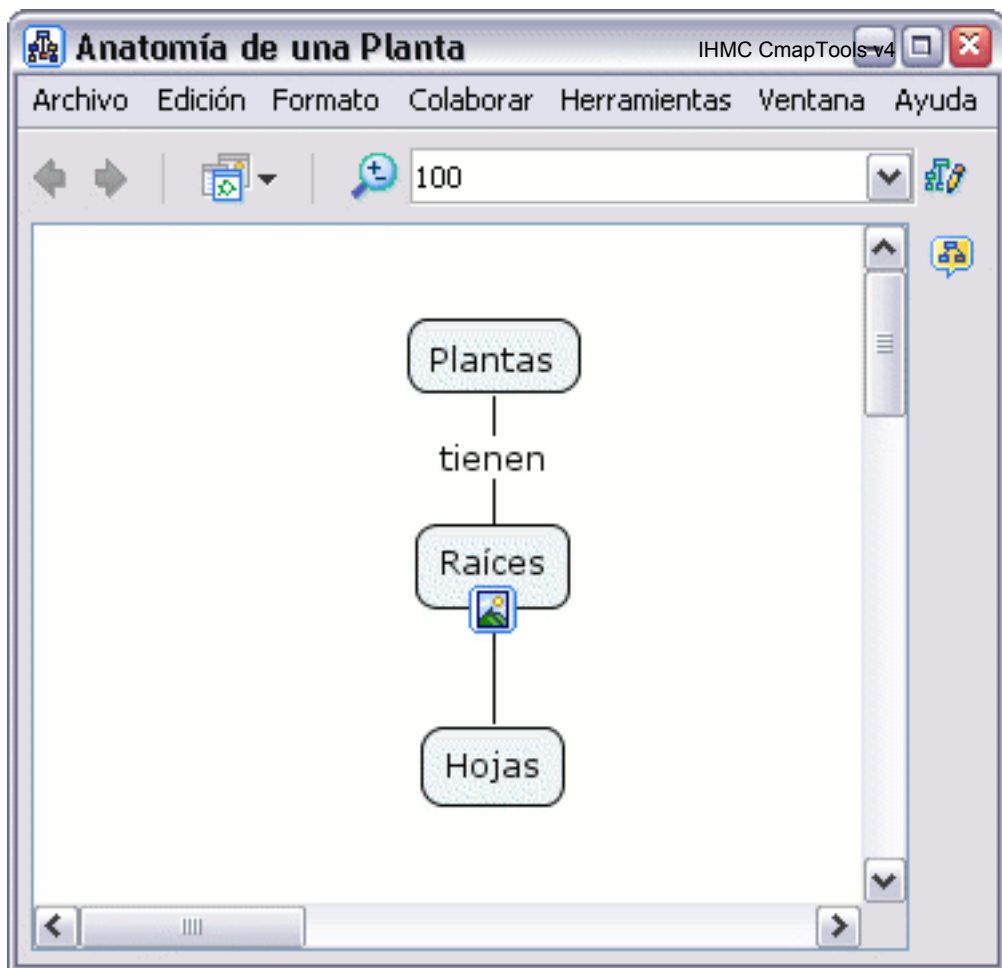 Anatomía de una Planta IHMC CmapTools v4
Archivo Edición Formato Colaborar Herramientas Ventana Ayuda
100
Plantas
tienen
Raíces
Hojas